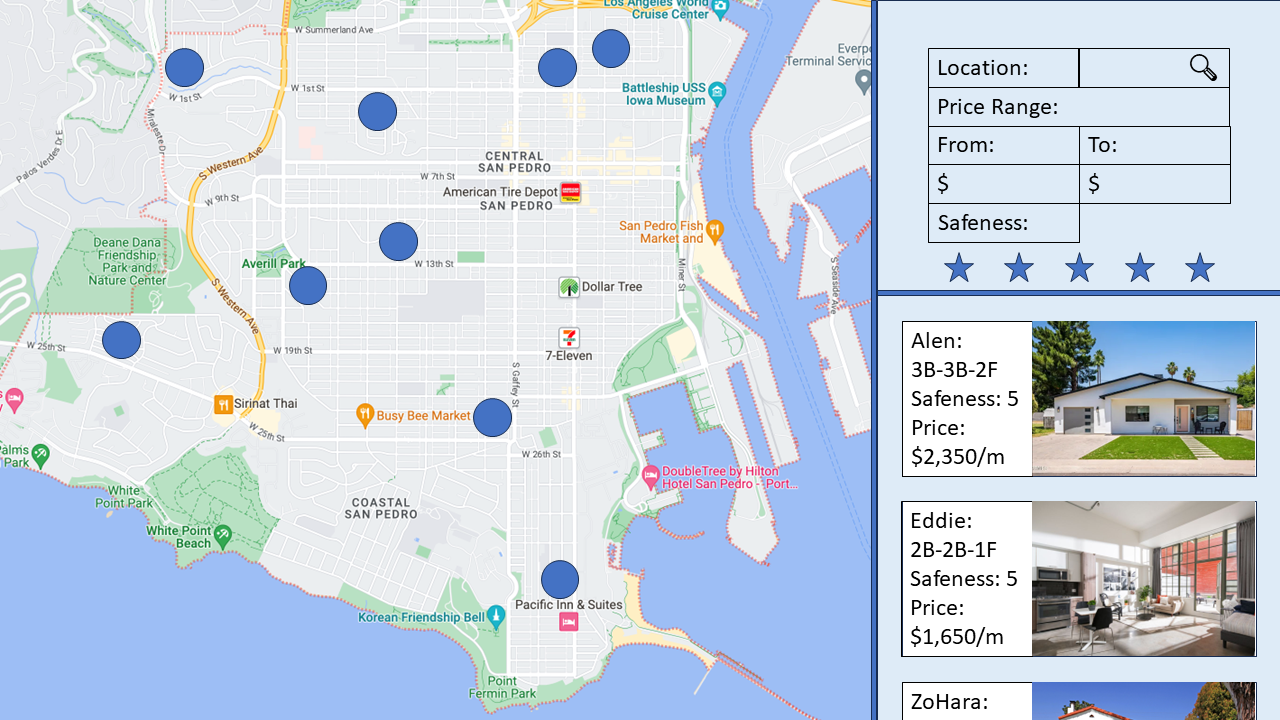 Los Angeles World
Cruise Center
W Summerland Ave
Terminal Servic
W 1st St
W 1st St
Battleship USS
Iowa Museum
Miraleste Dr
Palos Verdes Dr E
S Western Ave
CENTRAL
SAN PEDRO
W 7th St
American Tire Depot
SAN PEDRO
W 9th St
San Pedro Fish
Market and
Deane Dana
Friendship
Park and
Nature Center
Averill Park
W 13th St
Miner St
S Seaside Ave
Dollar Tree
S Western Ave
7-Eleven
W 25th St
W 19th St
S Gaffey St
Sirinat Thai
Busy Bee Market
W 25th St
W 26th St
Palms
Park
DoubleTree by Hilton
Hotel San Pedro - Port...
White
Point Park
COASTAL
SAN PEDRO
White Point
Beach
Pacific Inn & Suites
Korean Friendship Bell
Point
Fermin Park
Location:
Price Range:
From: To:
$ $
Safeness:
Alen:
3B-3B-2F
Safeness: 5
Price:
$2,350/m
Eddie:
2B-2B-1F
Safeness: 5
Price:
$1,650/m
ZoHara: